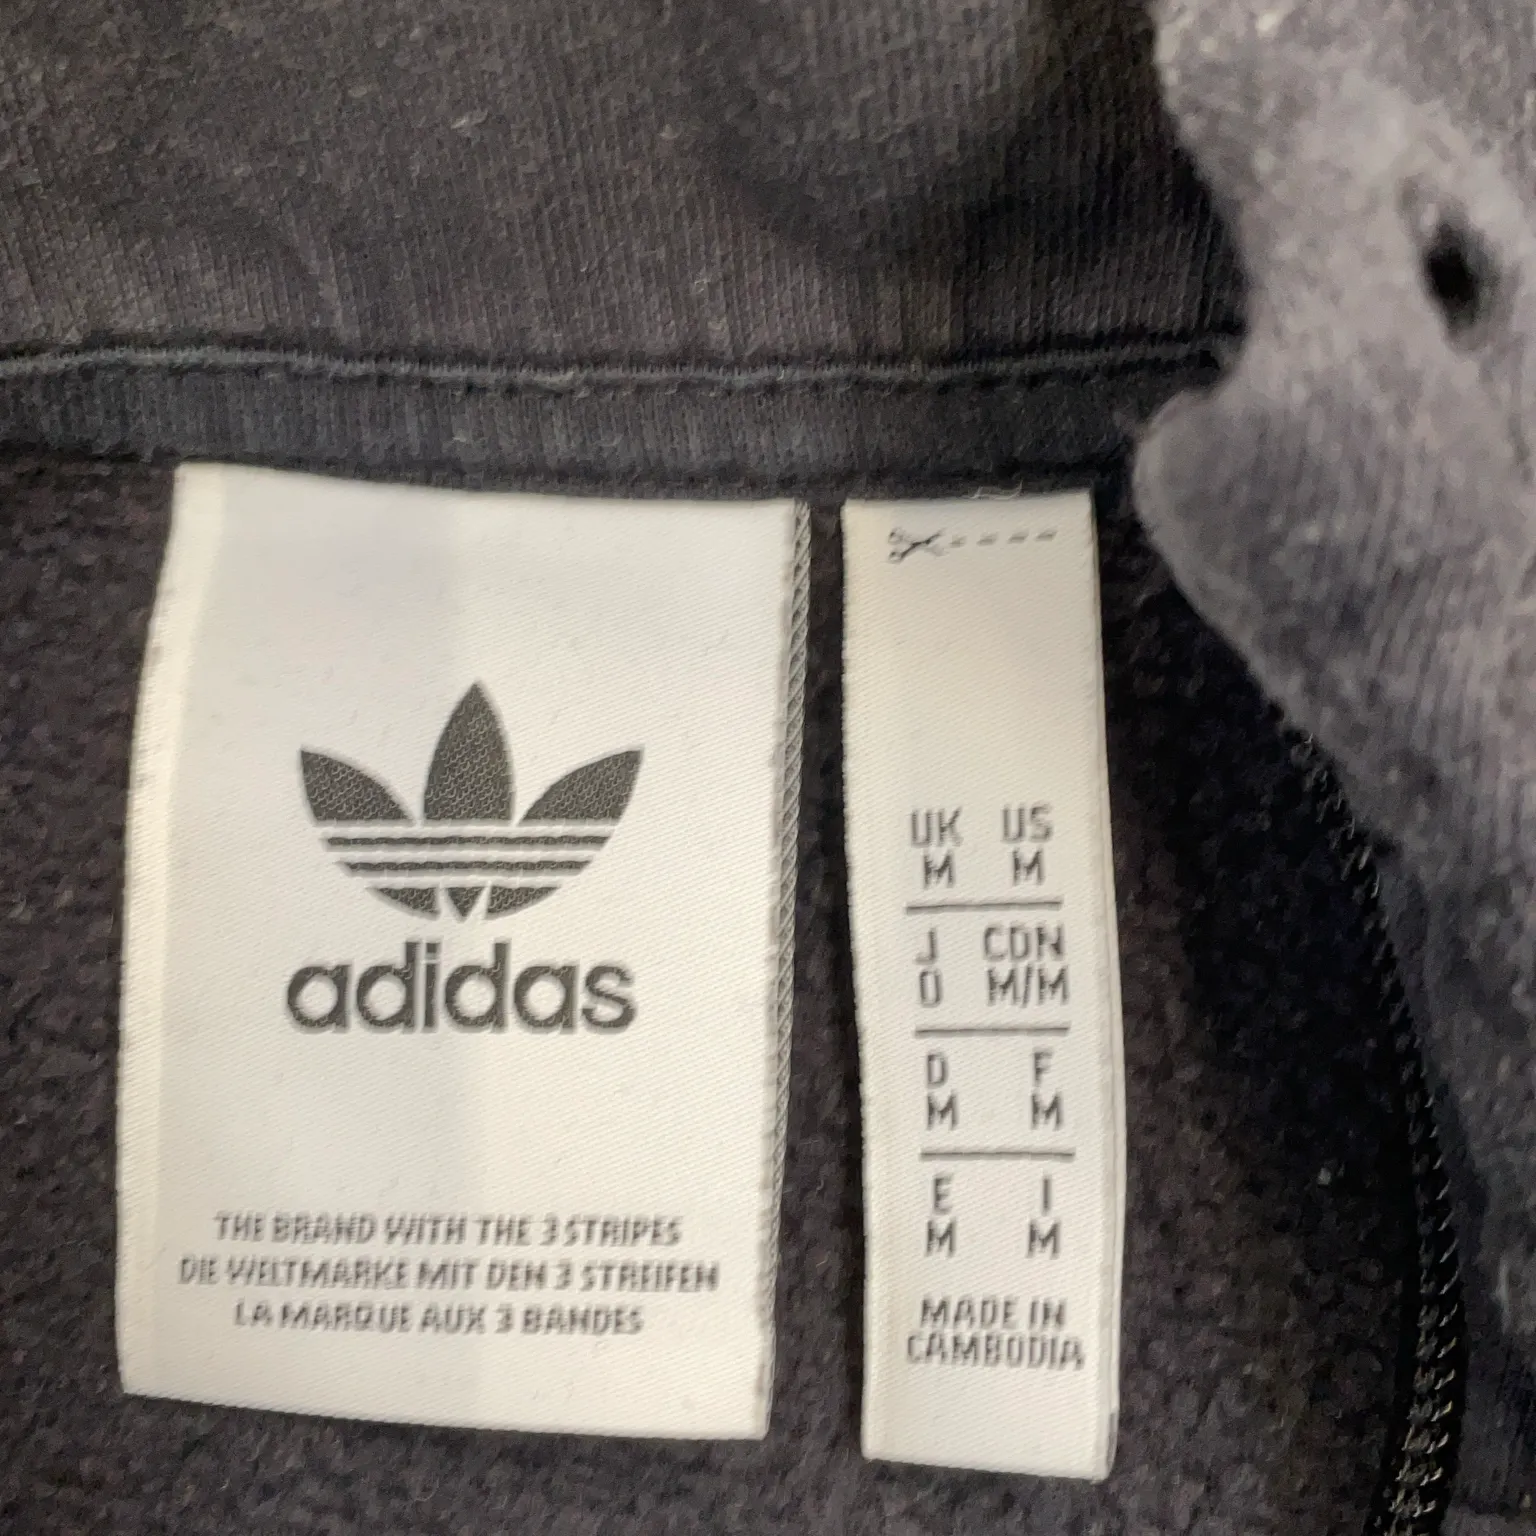 adidas
THE BRAND WITH THE 3 STRIPES
DIE WELTMARKE MIT DEN 3 STREIFEN
LA MARQUE AUX 3 BANDES
UK US
M M
J CDN
O M/M
D F
M M
E I
M M
MADE IN
CAMBODIA